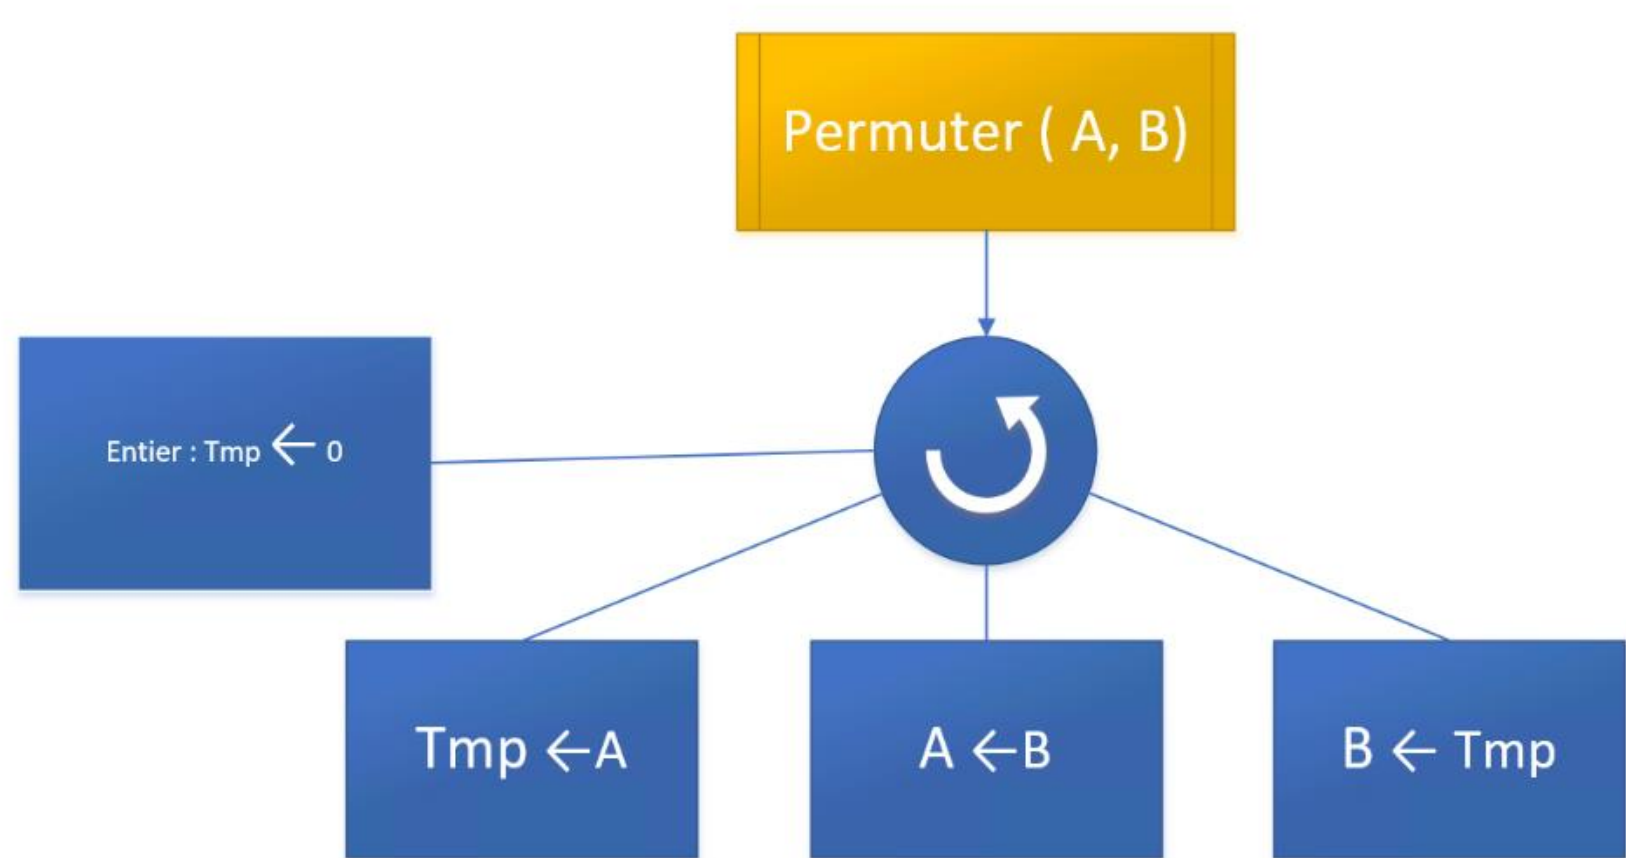 Permuter ( A, B)
Entier : Tmp ← 0
Tmp ←A
A ←B
B ← Tmp